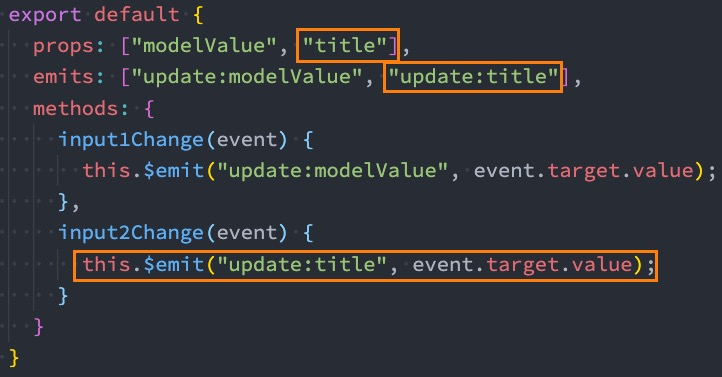 export default {
  props: ["modelValue", "title"],
  emits: ["update:modelValue", "update:title"],
  methods: {
    input1Change(event) {
      this.$emit("update:modelValue", event.target.value);
    },
    input2Change(event) {
      this.$emit("update:title", event.target.value);
    }
  }
}